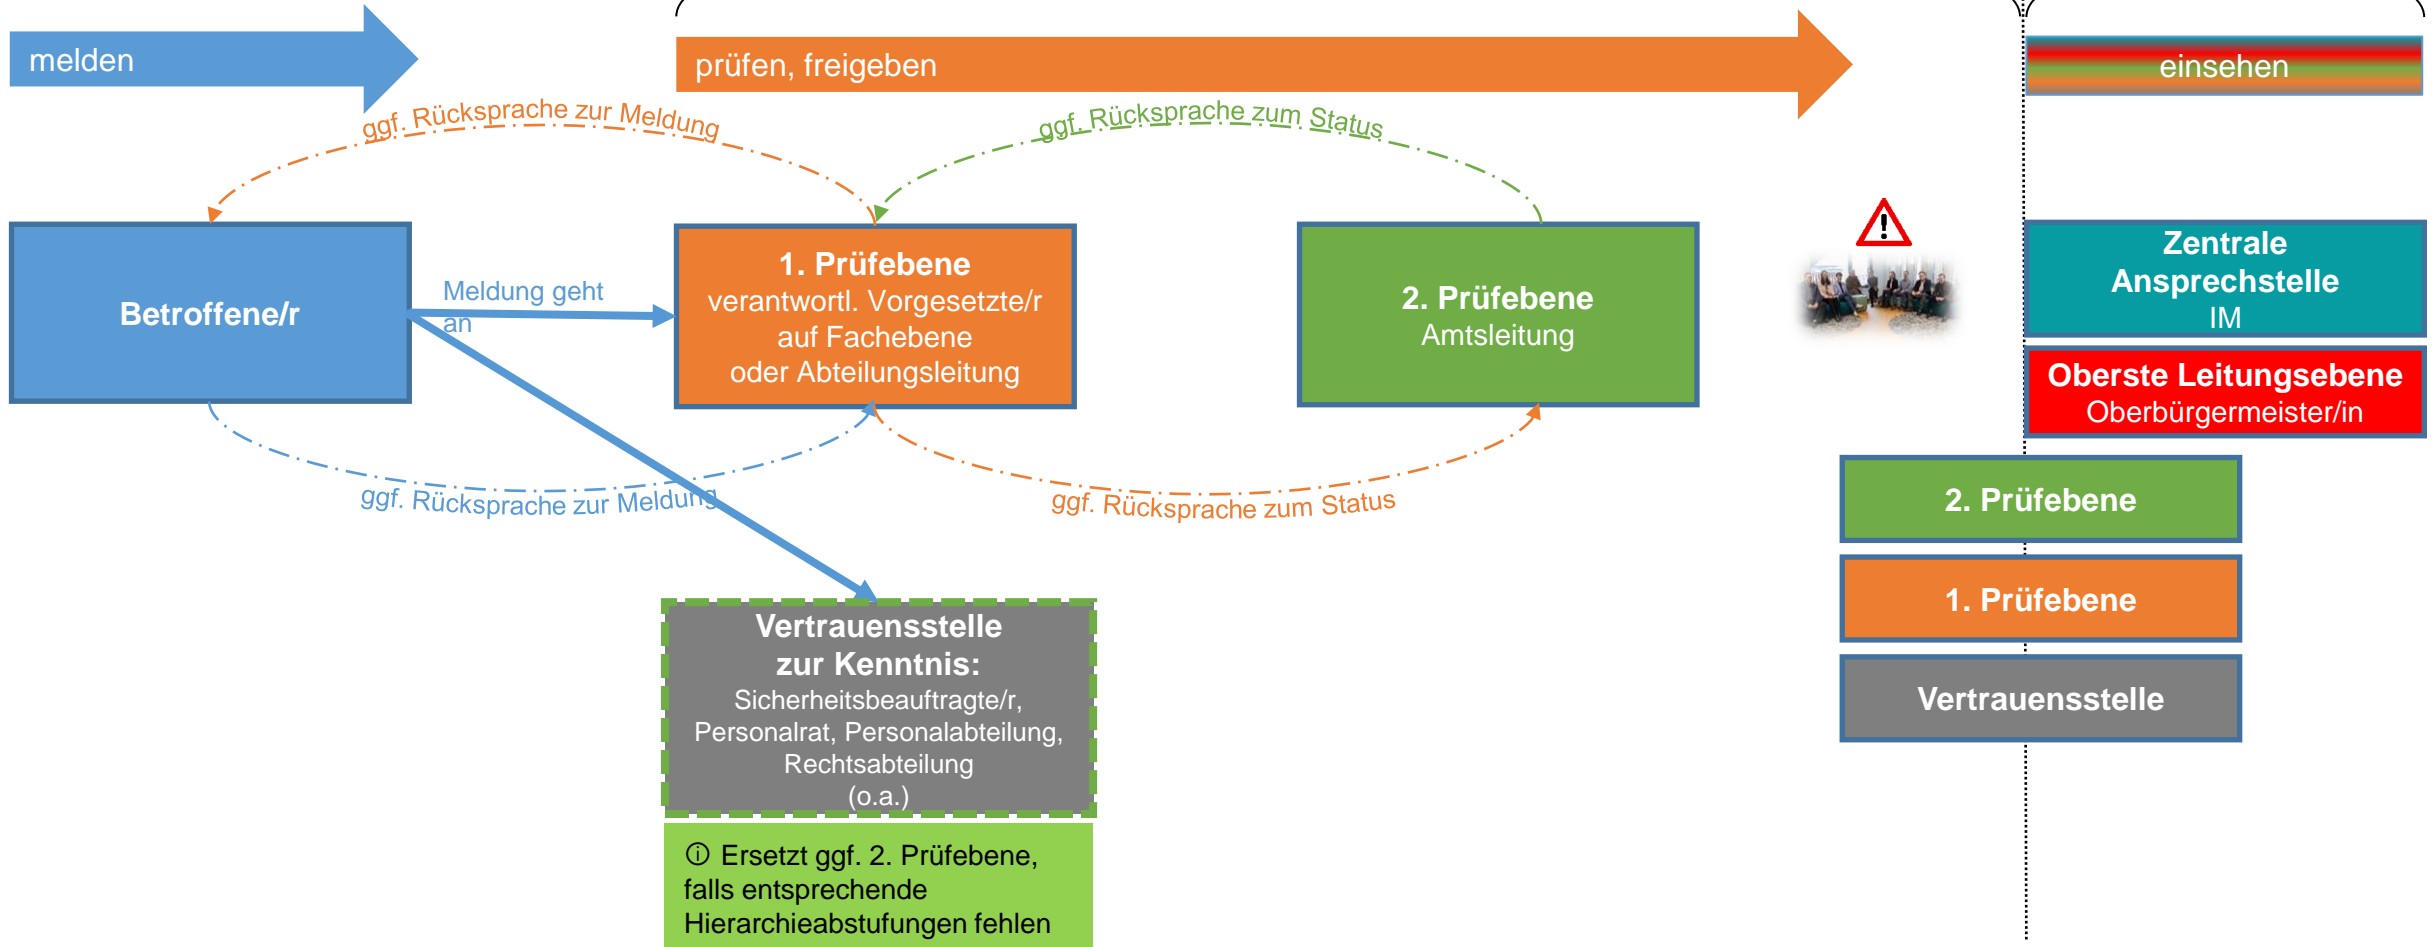 melden
prüfen, freigeben
einsehen
ggf. Rücksprache zur Meldung
ggf. Rücksprache zum Status
Betroffene/r
Meldung geht
an
1. Prüfebene
verantwortl. Vorgesetzte/r
auf Fachebene
oder Abteilungsleitung
2. Prüfebene
Amtsleitung
Zentrale
Ansprechstelle
IM
Oberste Leitungsebene
Oberbürgermeister/in
ggf. Rücksprache zur Meldung
ggf. Rücksprache zum Status
2. Prüfebene
1. Prüfebene
Vertrauensstelle
Vertrauensstelle
zur Kenntnis:
Sicherheitsbeauftragte/r,
Personalrat, Personalabteilung,
Rechtsabteilung
(o.a.)
ⓘ Ersetzt ggf. 2. Prüfebene,
falls entsprechende
Hierarchieabstufungen fehlen